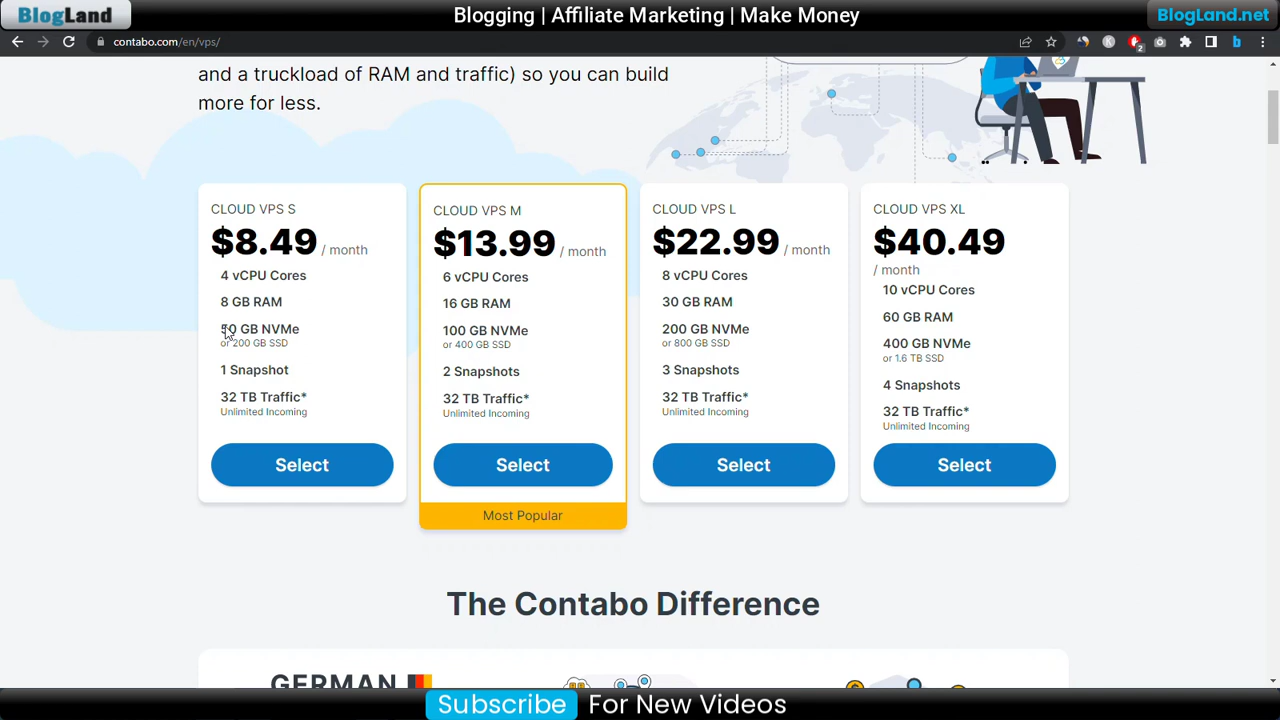 BlogLand
Blogging | Affiliate Marketing | Make Money
BlogLand.net
contabo.com/en/vps/
K
2
b
and a truckload of RAM and traffic) so you can build
more for less.
CLOUD VPS S
$8.49 / month
4 vCPU Cores
8 GB RAM
50 GB NVMe
or 200 GB SSD
1 Snapshot
32 TB Traffic*
Unlimited Incoming
Select
CLOUD VPS M
$13.99 / month
6 vCPU Cores
16 GB RAM
100 GB NVMe
or 400 GB SSD
2 Snapshots
32 TB Traffic*
Unlimited Incoming
Select
Most Popular
CLOUD VPS L
$22.99 / month
8 vCPU Cores
30 GB RAM
200 GB NVMe
or 800 GB SSD
3 Snapshots
32 TB Traffic*
Unlimited Incoming
Select
CLOUD VPS XL
$40.49
/ month
10 vCPU Cores
60 GB RAM
400 GB NVMe
or 1.6 TB SSD
4 Snapshots
32 TB Traffic*
Unlimited Incoming
Select
The Contabo Difference
GERMAN
Subscribe For New Videos